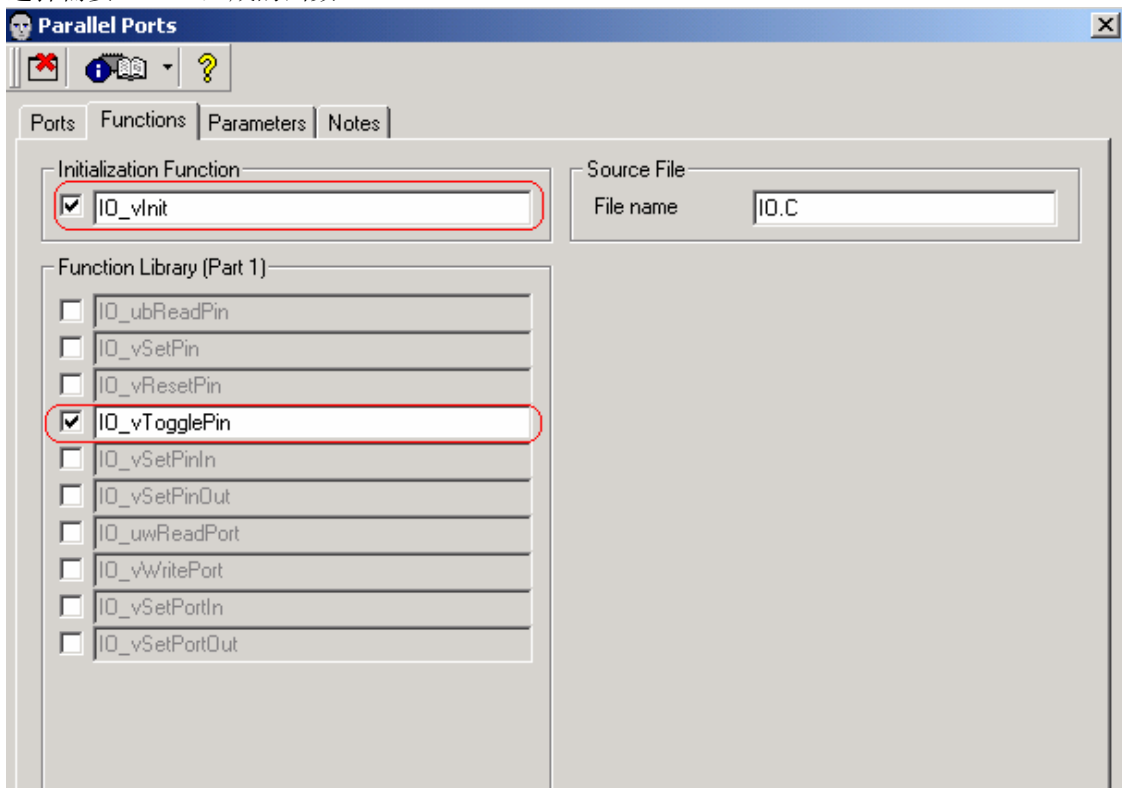 Parallel Ports
Ports Functions Parameters Notes
Initialization Function
IO_vInit
Source File
File name IO.C
Function Library (Part 1)
IO_ubReadPin
IO_vSetPin
IO_vResetPin
IO_vTogglePin
IO_vSetPinIn
IO_vSetPinOut
IO_uwReadPort
IO_vWritePort
IO_vSetPortIn
IO_vSetPortOut